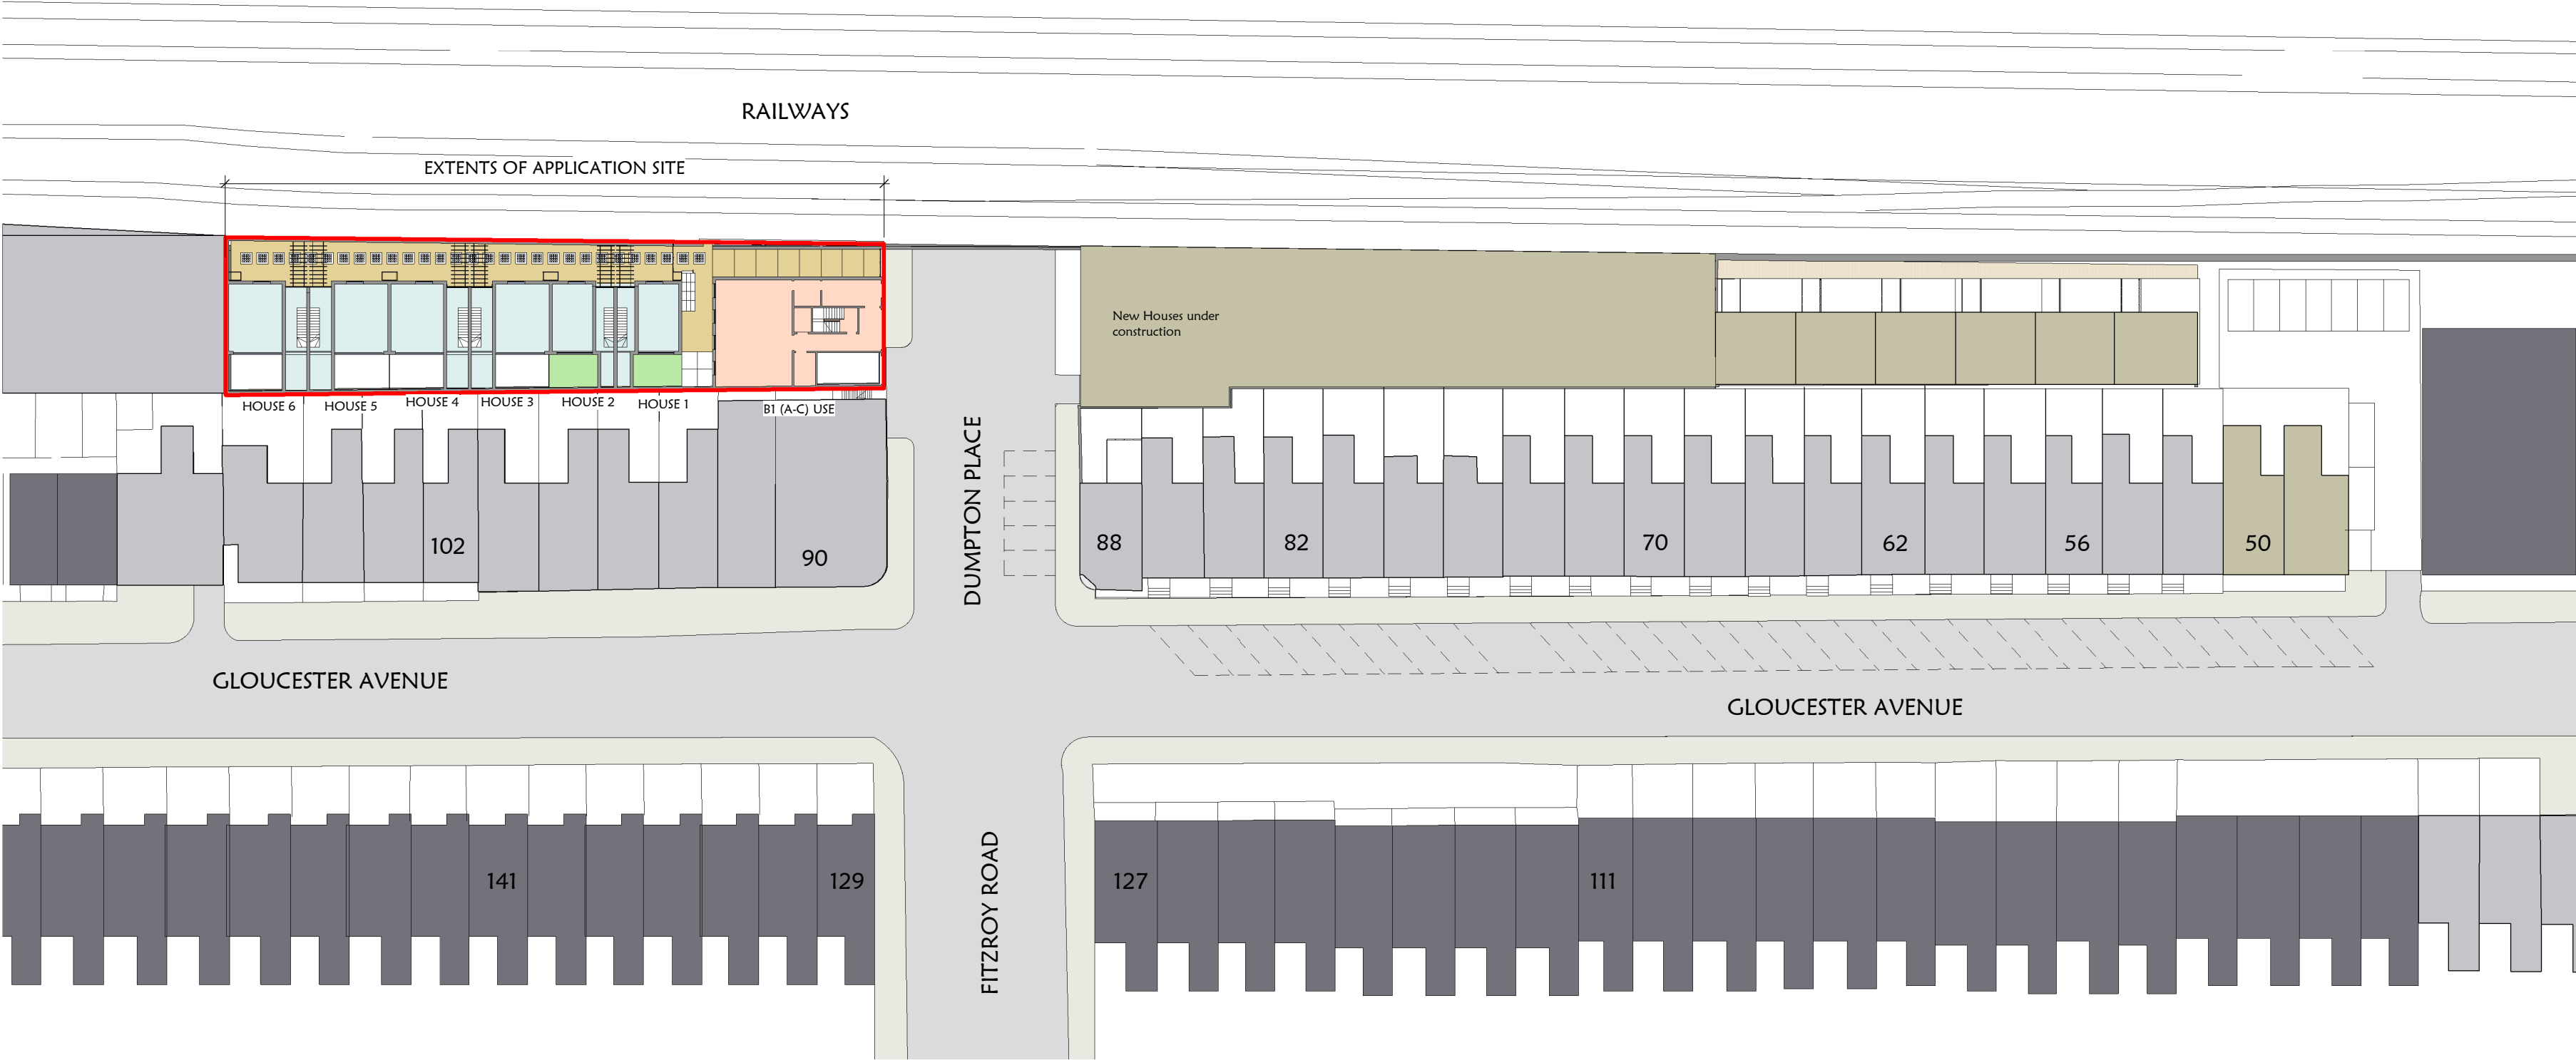 RAILWAYS
EXTENTS OF APPLICATION SITE
New Houses under
construction
HOUSE 6
HOUSE 5
HOUSE 4
HOUSE 3
HOUSE 2
HOUSE 1
B1 (A-C) USE
DUMPTON PLACE
102
90
88
82
70
62
56
50
GLOUCESTER AVENUE
GLOUCESTER AVENUE
141
129
FITZROY ROAD
127
111